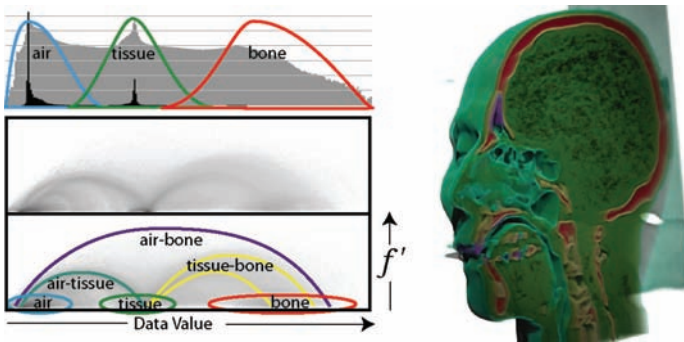 air
tissue
bone
air-bone
tissue-bone
air-tissue
air
tissue
bone
f'
Data Value